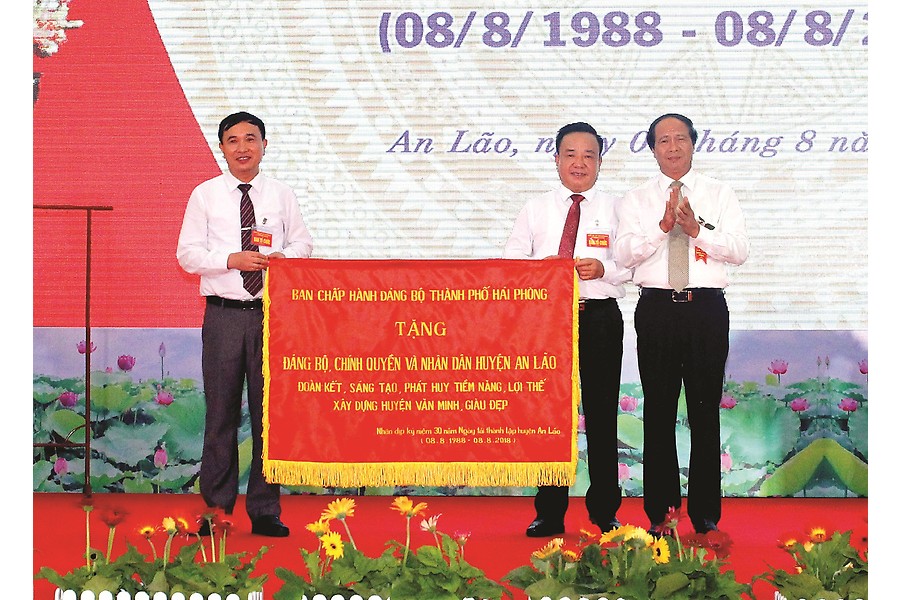 (08/8/1988 - 08/8/
An Lão, 0 tháng 8 nă
BAN CHẤP HÀNH ĐẢNG BỘ THÀNH PHỐ HẢI PHÒNG
TẶNG
ĐẢNG BỘ, CHÍNH QUYỀN VÀ NHÂN DÂN HUYỆN AN LÃO
ĐOÀN KẾT, SÁNG TẠO, PHÁT HUY TIỀM NĂNG, LỢI THẾ
XÂY DỰNG HUYỆN VĂN MINH, GIÀU ĐẸP
Nhân dịp kỷ niệm 30 năm Ngày tái thành lập huyện An Lão
( 08.8.1988 - 08.8.2018 )